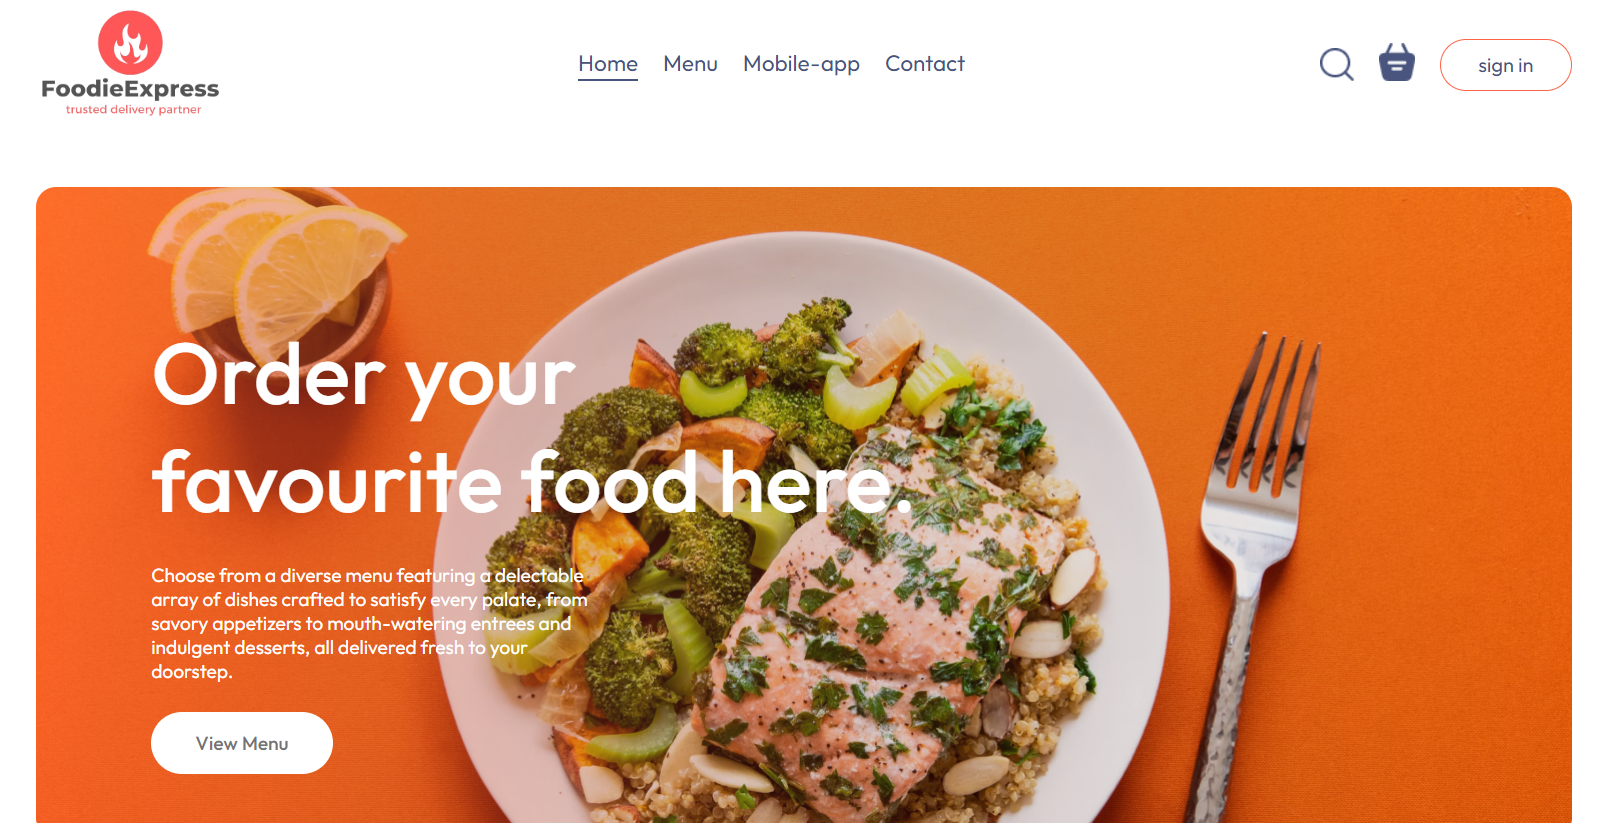 FoodieExpress
trusted delivery partner
Home Menu Mobile-app Contact
sign in
Order your
favourite food here.
Choose from a diverse menu featuring a delectable
array of dishes crafted to satisfy every palate, from
savory appetizers to mouth-watering entrees and
indulgent desserts, all delivered fresh to your
doorstep.
View Menu